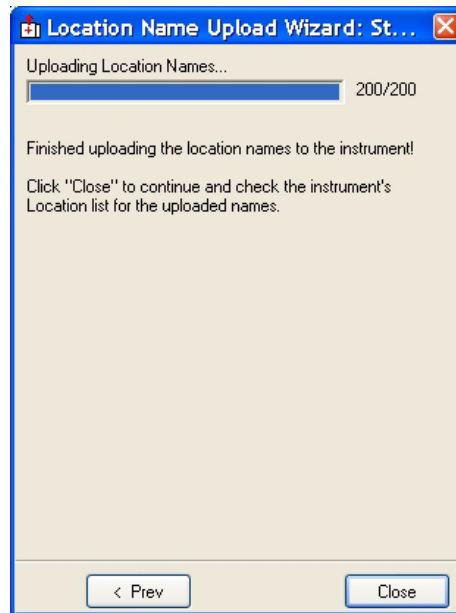 Location Name Upload Wizard: St...
Uploading Location Names...
200/200
Finished uploading the location names to the instrument!
Click "Close" to continue and check the instrument's
Location list for the uploaded names.
< Prev
Close